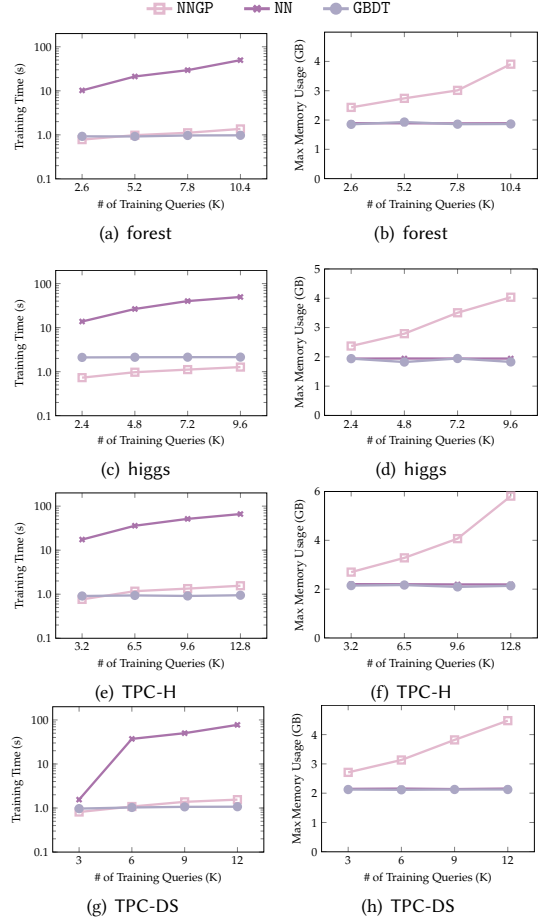 NNGP NN GBDT
100
10
1.0
0.1
Training Time (s)
2.6 5.2 7.8 10.4
# of Training Queries (K)
(a) forest
5
4
3
2
1
0
Max Memory Usage (GB)
2.6 5.2 7.8 10.4
# of Training Queries (K)
(b) forest
100
10
1.0
0.1
Training Time (s)
2.4 4.8 7.2 9.6
# of Training Queries (K)
(c) higgs
5
4
3
2
1
0
Max Memory Usage (GB)
2.4 4.8 7.2 9.6
# of Training Queries (K)
(d) higgs
100
10
1.0
0.1
Training Time (s)
3.2 6.5 9.6 12.8
# of Training Queries (K)
(e) TPC-H
6
4
2
0
Max Memory Usage (GB)
3.2 6.5 9.6 12.8
# of Training Queries (K)
(f) TPC-H
100
10
1.0
0.1
Training Time (s)
3 6 9 12
# of Training Queries (K)
(g) TPC-DS
5
4
3
2
1
0
Max Memory Usage (GB)
3 6 9 12
# of Training Queries (K)
(h) TPC-DS